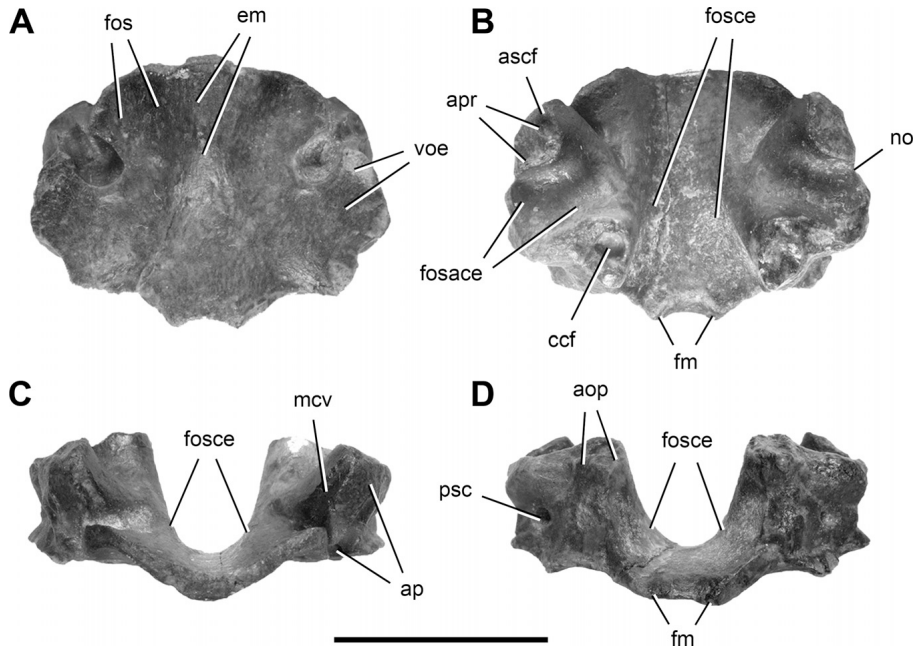 A
fos
em
voe
B
fosce
ascf
apr
no
fosace
ccf
fm
C
mcv
fosce
ap
D
aop
fosce
psc
fm